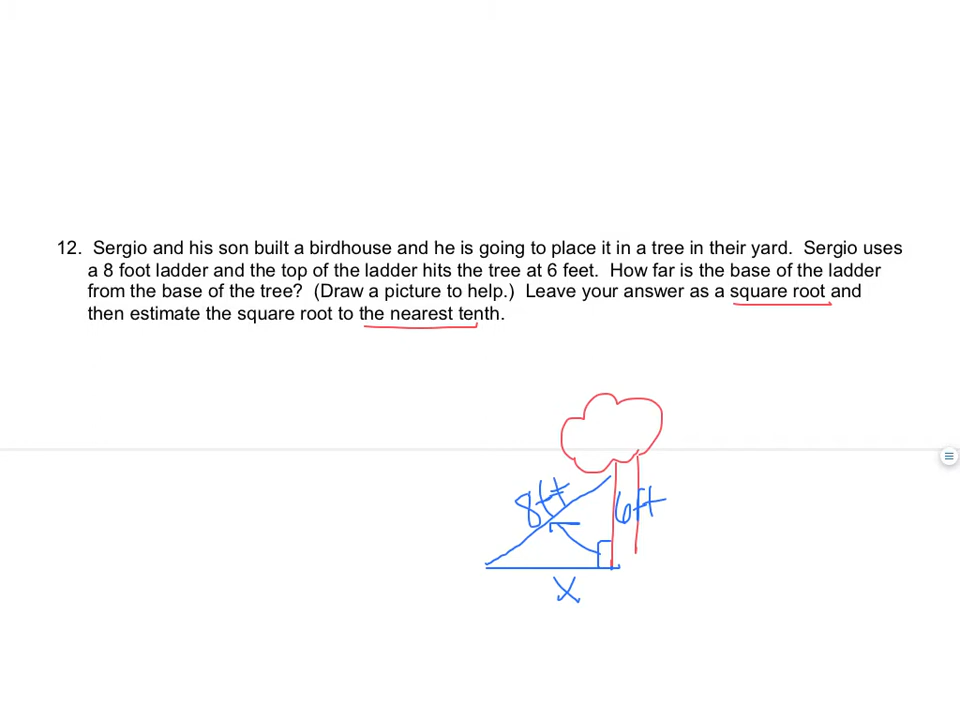 12. Sergio and his son built a birdhouse and he is going to place it in a tree in their yard. Sergio uses
a 8 foot ladder and the top of the ladder hits the tree at 6 feet. How far is the base of the ladder
from the base of the tree? (Draw a picture to help.) Leave your answer as a square root and
then estimate the square root to the nearest tenth.
8ft
6ft
x